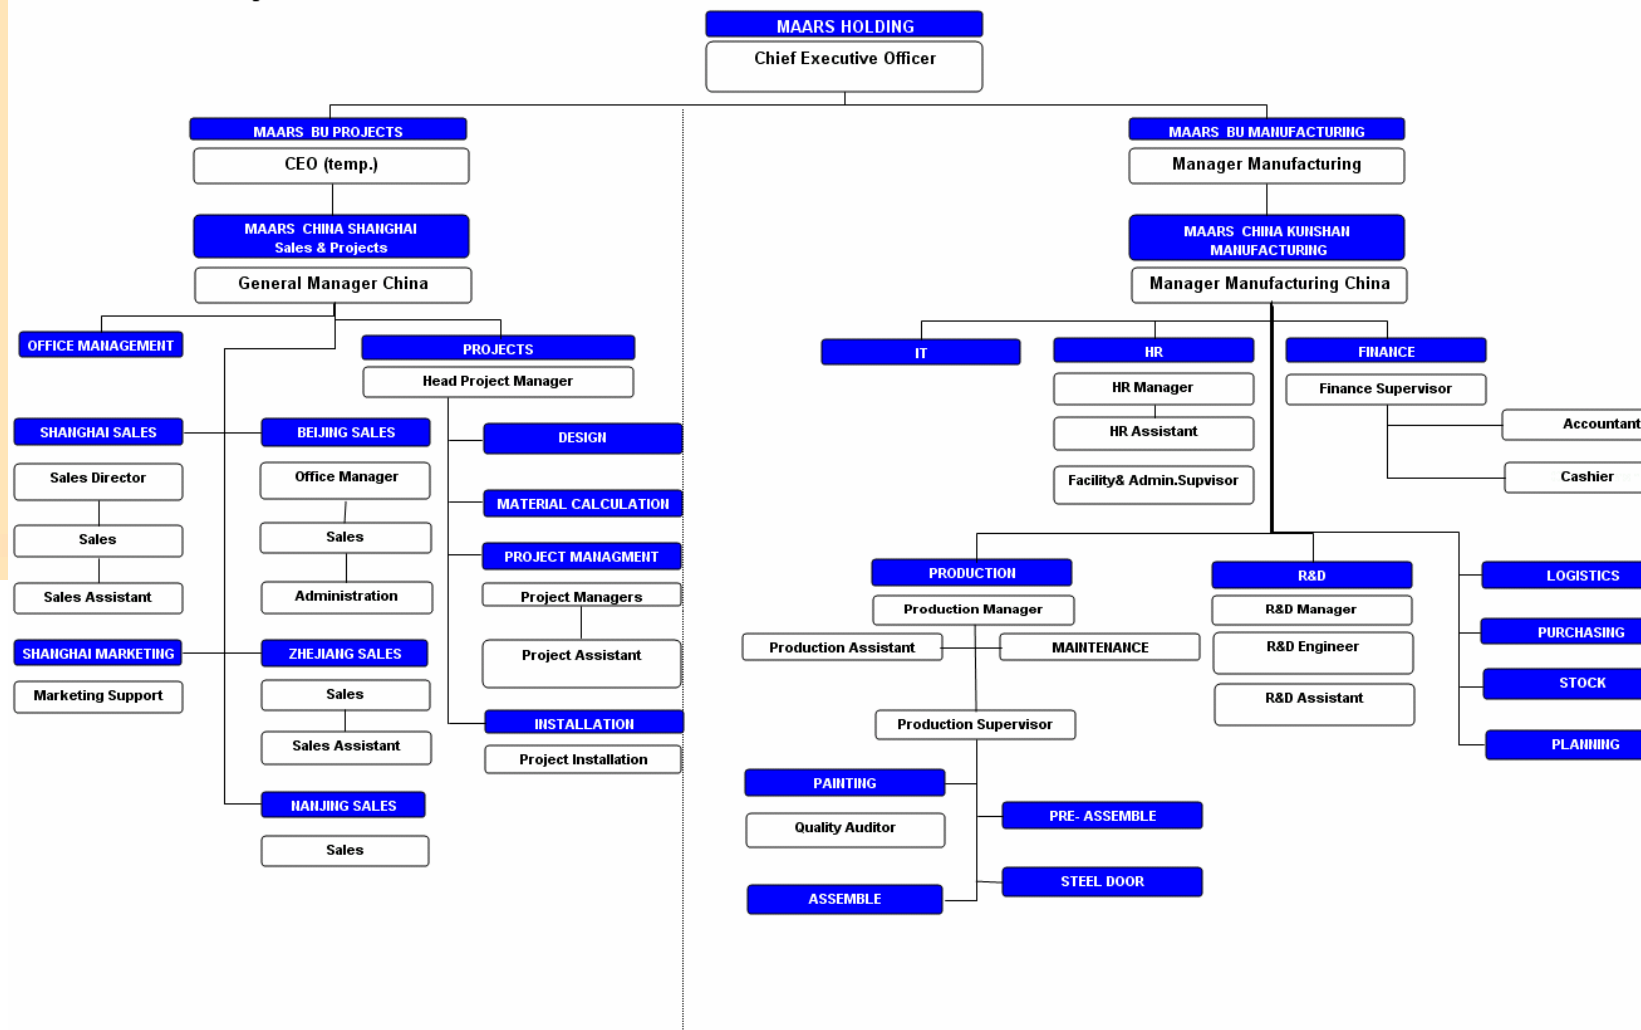 MAARS HOLDING
Chief Executive Officer
MAARS BU PROJECTS
CEO (temp.)
MAARS CHINA SHANGHAI
Sales & Projects
General Manager China
OFFICE MANAGEMENT
PROJECTS
Head Project Manager
SHANGHAI SALES
Sales Director
Sales
Sales Assistant
SHANGHAI MARKETING
Marketing Support
BEIJING SALES
Office Manager
Sales
Administration
ZHEJIANG SALES
Sales
Sales Assistant
NANJING SALES
Sales
DESIGN
MATERIAL CALCULATION
PROJECT MANAGMENT
Project Managers
Project Assistant
INSTALLATION
Project Installation
MAARS BU MANUFACTURING
Manager Manufacturing
MAARS CHINA KUNSHAN
MANUFACTURING
Manager Manufacturing China
IT
HR
HR Manager
HR Assistant
Facility& Admin.Supvisor
FINANCE
Finance Supervisor
Accountant
Cashier
PRODUCTION
Production Manager
Production Assistant
MAINTENANCE
Production Supervisor
PAINTING
Quality Auditor
PRE- ASSEMBLE
STEEL DOOR
ASSEMBLE
R&D
R&D Manager
R&D Engineer
R&D Assistant
LOGISTICS
PURCHASING
STOCK
PLANNING